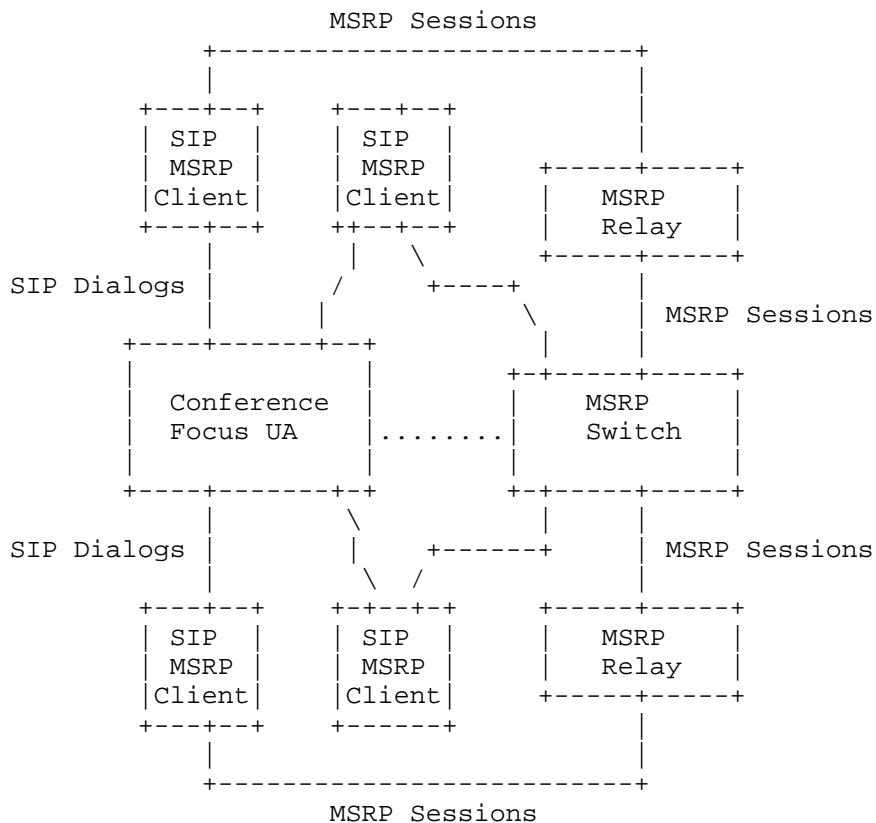 MSRP Sessions
SIP MSRP Client
SIP MSRP Client
MSRP Relay
SIP Dialogs
MSRP Sessions
Conference Focus UA
........
MSRP Switch
SIP Dialogs
MSRP Sessions
SIP MSRP Client
SIP MSRP Client
MSRP Relay
MSRP Sessions